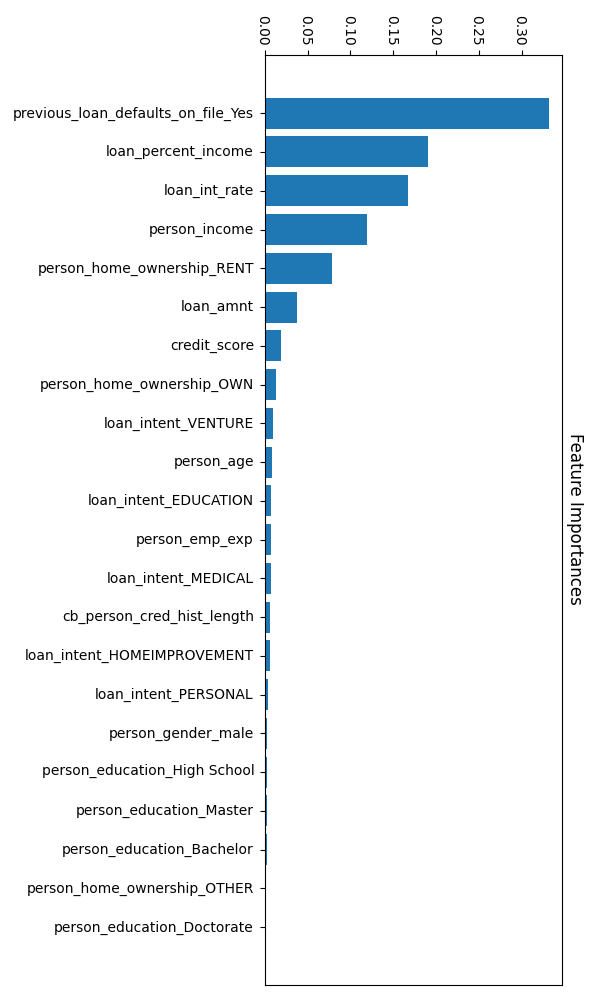 0.00 0.05 0.10 0.15 0.20 0.25 0.30
previous_loan_defaults_on_file_Yes
loan_percent_income
loan_int_rate
person_income
person_home_ownership_RENT
loan_amnt
credit_score
person_home_ownership_OWN
loan_intent_VENTURE
person_age
loan_intent_EDUCATION
person_emp_exp
loan_intent_MEDICAL
cb_person_cred_hist_length
loan_intent_HOMEIMPROVEMENT
loan_intent_PERSONAL
person_gender_male
person_education_High School
person_education_Master
person_education_Bachelor
person_home_ownership_OTHER
person_education_Doctorate
Feature Importances